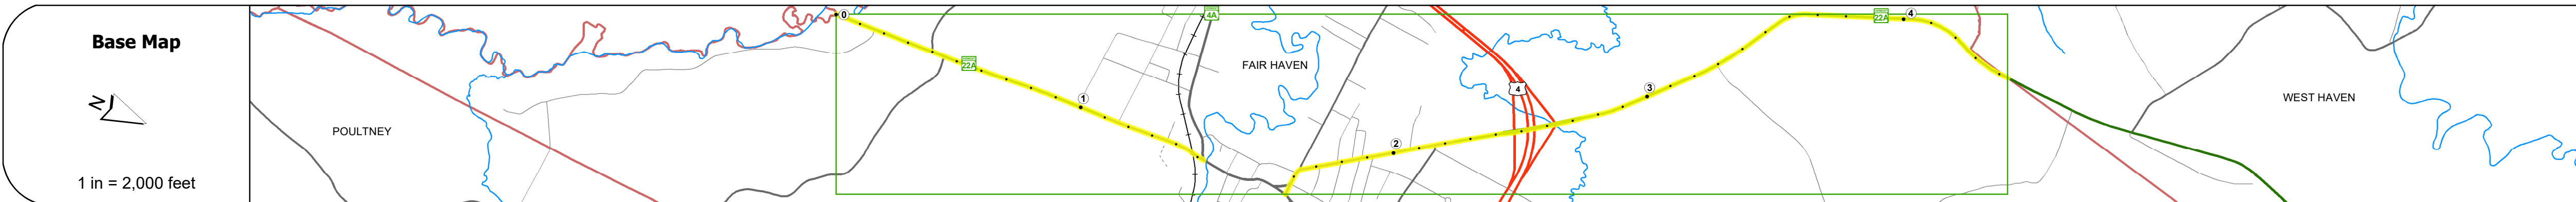 Base Map
N
1 in = 2,000 feet
POULTNEY
0
22A
1
4A
FAIR HAVEN
2
4
3
22A
4
WEST HAVEN